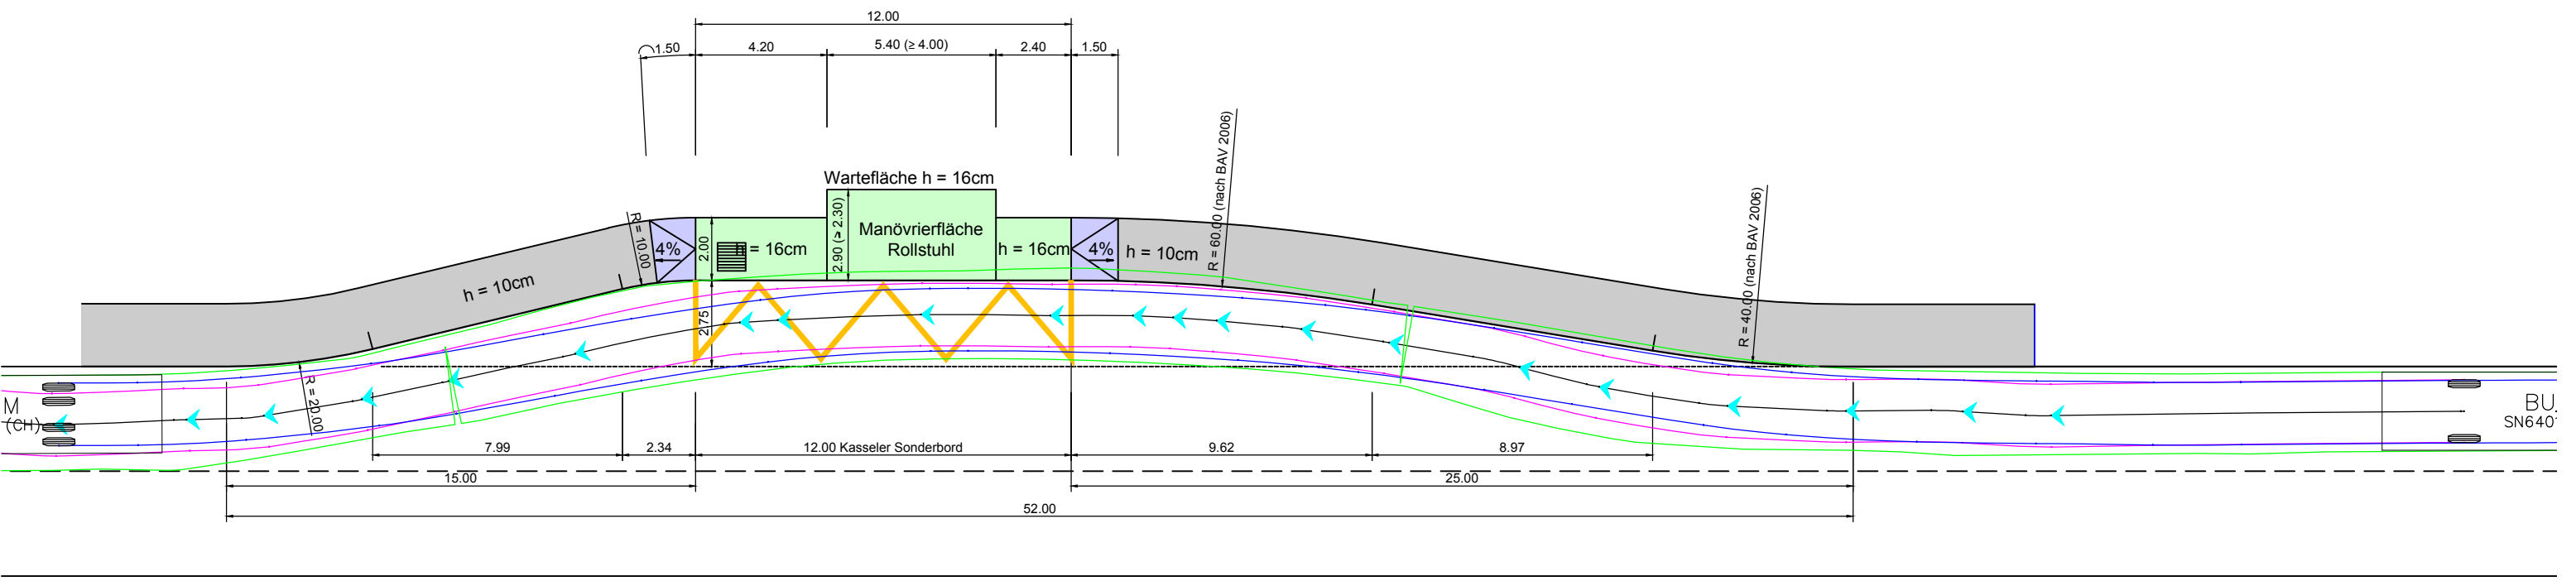 12.00
1.50
4.20
5.40 (≥ 4.00)
2.40
1.50
Wartefläche h = 16cm
R = 10.00
4%
2.00
h = 16cm
2.90 (≥ 2.30)
Manövrierfläche
Rollstuhl
h = 16cm
4%
h = 10cm
R = 60.00 (nach BAV 2006)
R = 40.00 (nach BAV 2006)
h = 10cm
2.75
R = 20.00
M
(CH)
BU
SN640
7.99
2.34
12.00 Kasseler Sonderbord
9.62
8.97
15.00
25.00
52.00